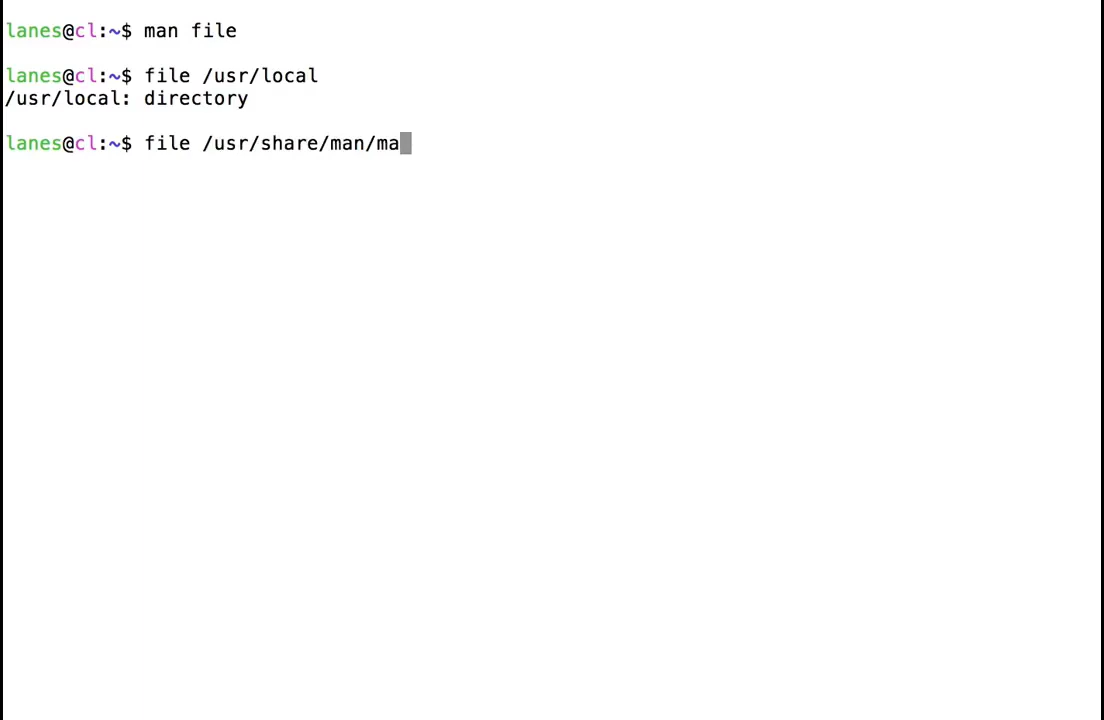 lanes@cl:~$ man file
lanes@cl:~$ file /usr/local
/usr/local: directory
lanes@cl:~$ file /usr/share/man/ma